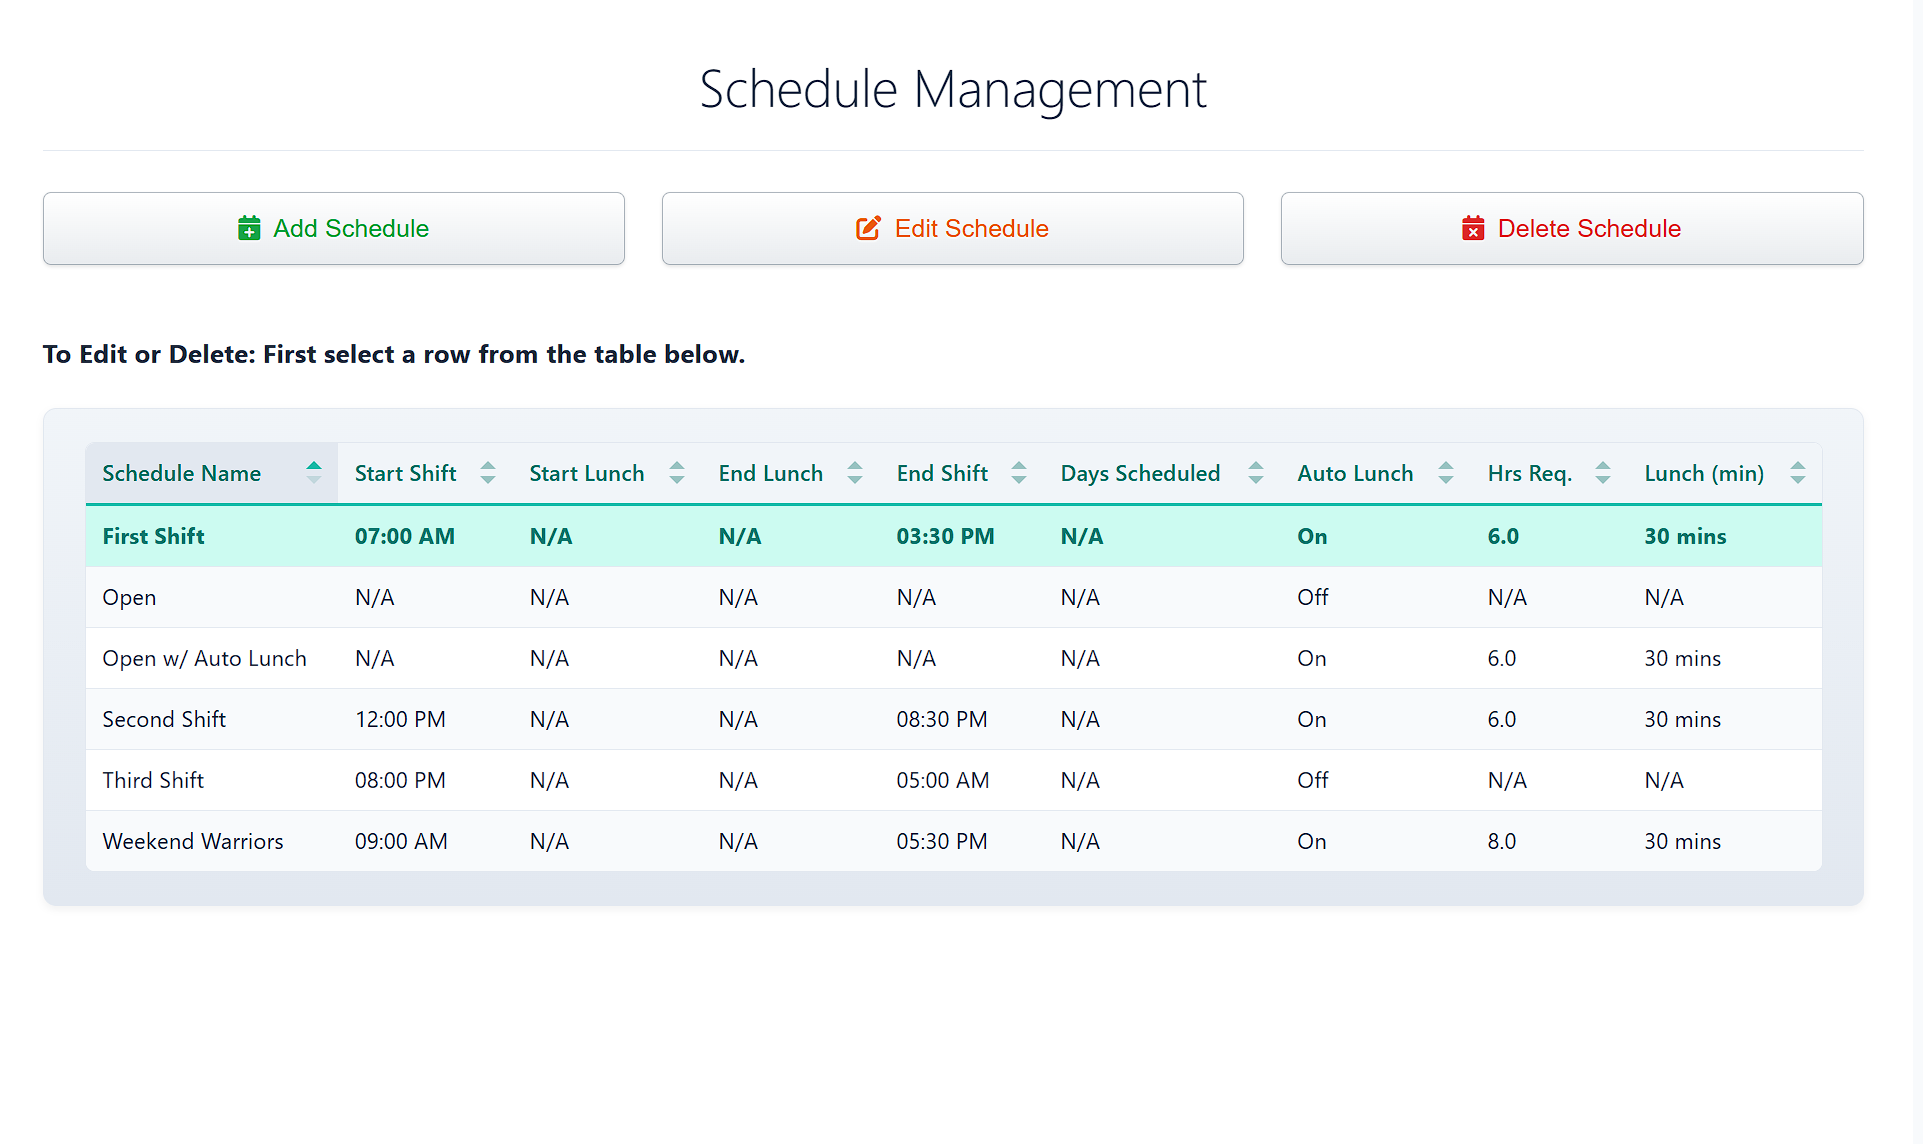 Schedule Management
Add Schedule Edit Schedule Delete Schedule
To Edit or Delete: First select a row from the table below.
Schedule Name Start Shift Start Lunch End Lunch End Shift Days Scheduled Auto Lunch Hrs Req. Lunch (min)
First Shift 07:00 AM N/A N/A 03:30 PM N/A On 6.0 30 mins
Open N/A N/A N/A N/A N/A Off N/A N/A
Open w/ Auto Lunch N/A N/A N/A N/A N/A On 6.0 30 mins
Second Shift 12:00 PM N/A N/A 08:30 PM N/A On 6.0 30 mins
Third Shift 08:00 PM N/A N/A 05:00 AM N/A Off N/A N/A
Weekend Warriors 09:00 AM N/A N/A 05:30 PM N/A On 8.0 30 mins